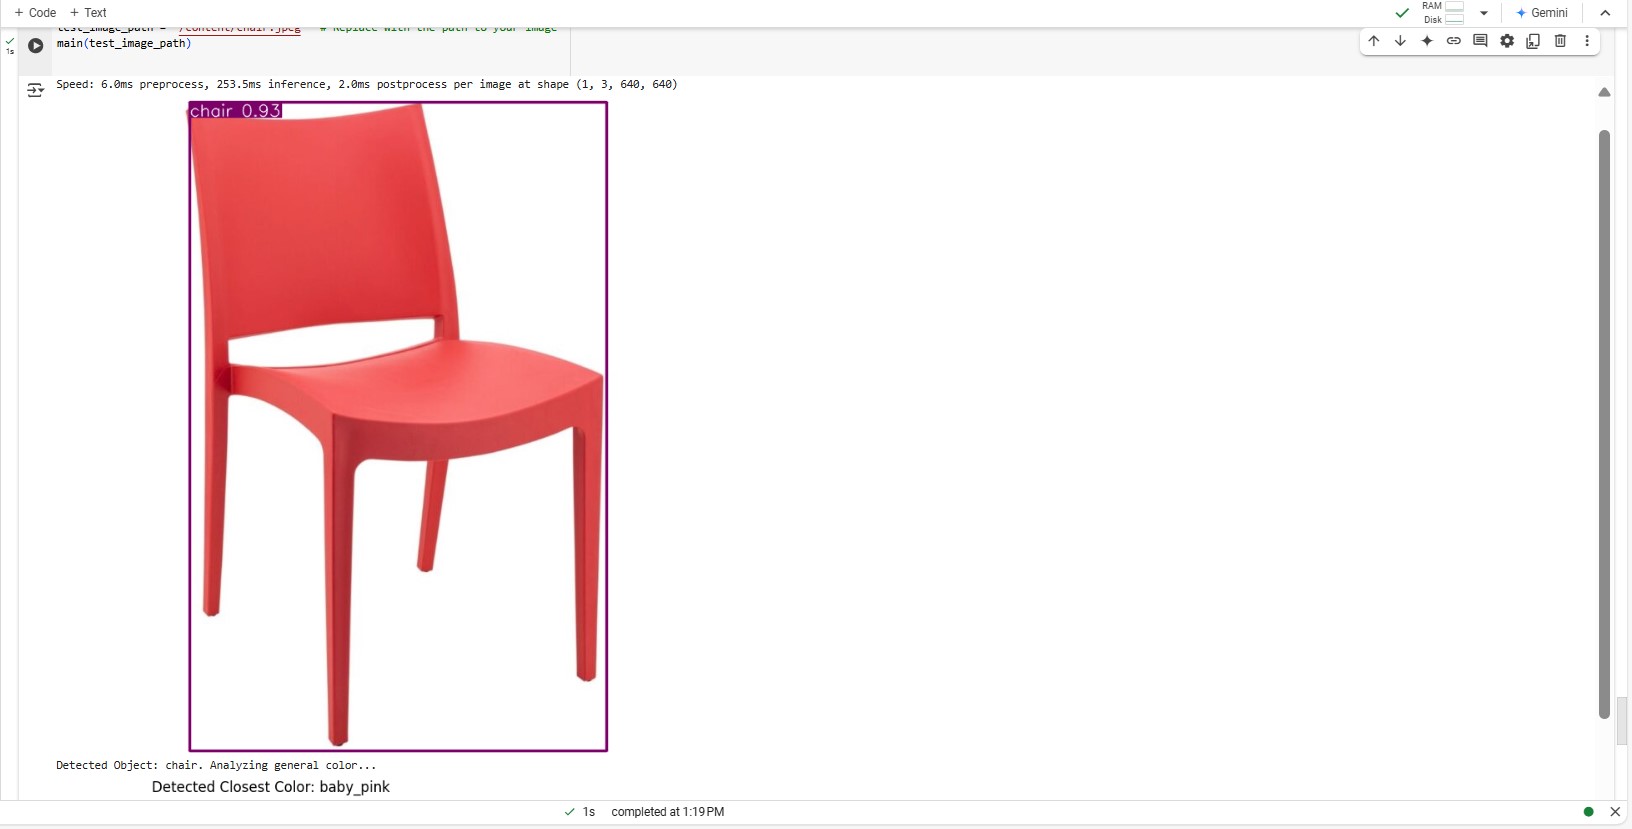 + Code + Text
RAM
Disk
Gemini
test_image_path = "/content/chair.jpeg" # Replace with the path to your image
1s
main(test_image_path)
Speed: 6.0ms preprocess, 253.5ms inference, 2.0ms postprocess per image at shape (1, 3, 640, 640)
chair 0.93
Detected Object: chair. Analyzing general color...
Detected Closest Color: baby_pink
1s completed at 1:19 PM